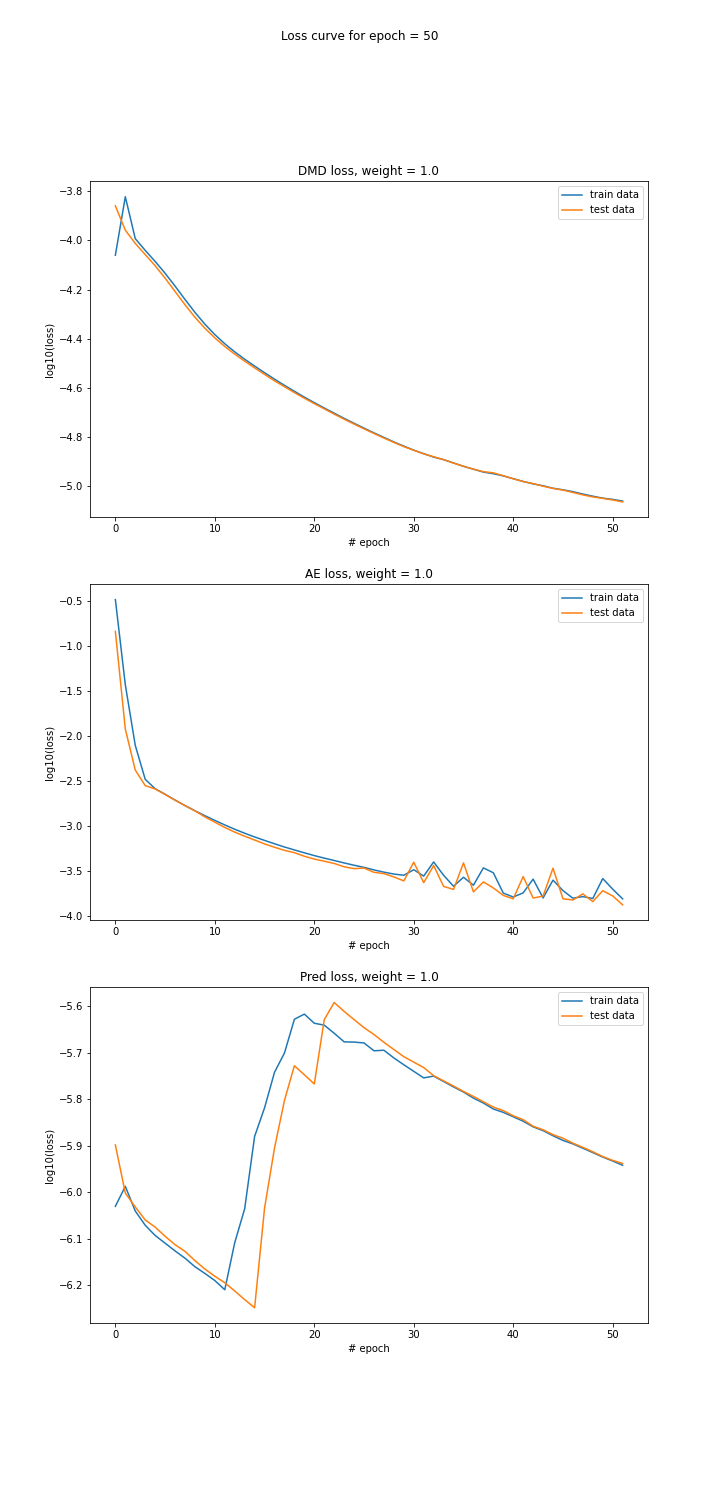 Loss curve for epoch = 50
DMD loss, weight = 1.0
train data
test data
−3.8
−4.0
−4.2
−4.4
−4.6
−4.8
−5.0
log10(loss)
0 10 20 30 40 50
# epoch
AE loss, weight = 1.0
train data
test data
−0.5
−1.0
−1.5
−2.0
−2.5
−3.0
−3.5
−4.0
log10(loss)
0 10 20 30 40 50
# epoch
Pred loss, weight = 1.0
train data
test data
−5.6
−5.7
−5.8
−5.9
−6.0
−6.1
−6.2
log10(loss)
0 10 20 30 40 50
# epoch